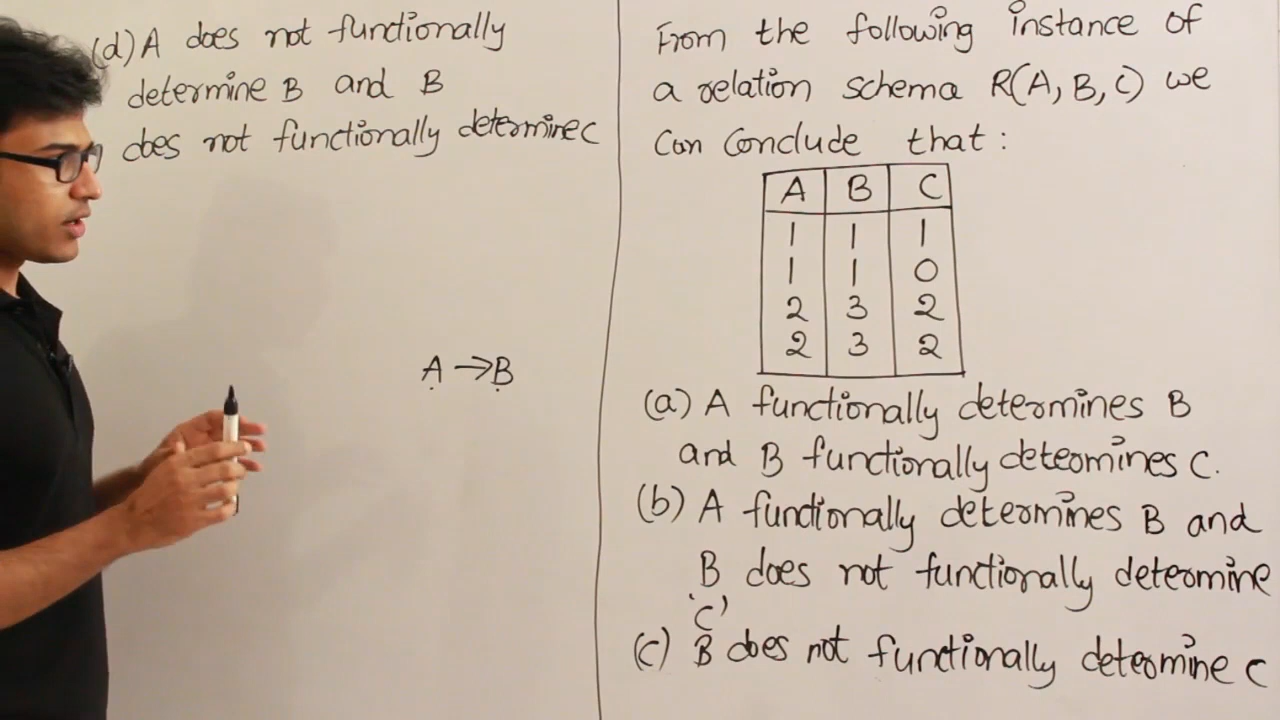 (d) A does not functionally
determine B and B
does not functionally determine C
A → B
From the following instance of
a relation schema R(A, B, C) we
Can Conclude that :
A B C
1 1 1
1 1 0
2 3 2
2 3 2
(a) A functionally determines B
and B functionally determines C.
(b) A functionally determines B and
B does not functionally determine
'C'
(c) B does not functionally determine C